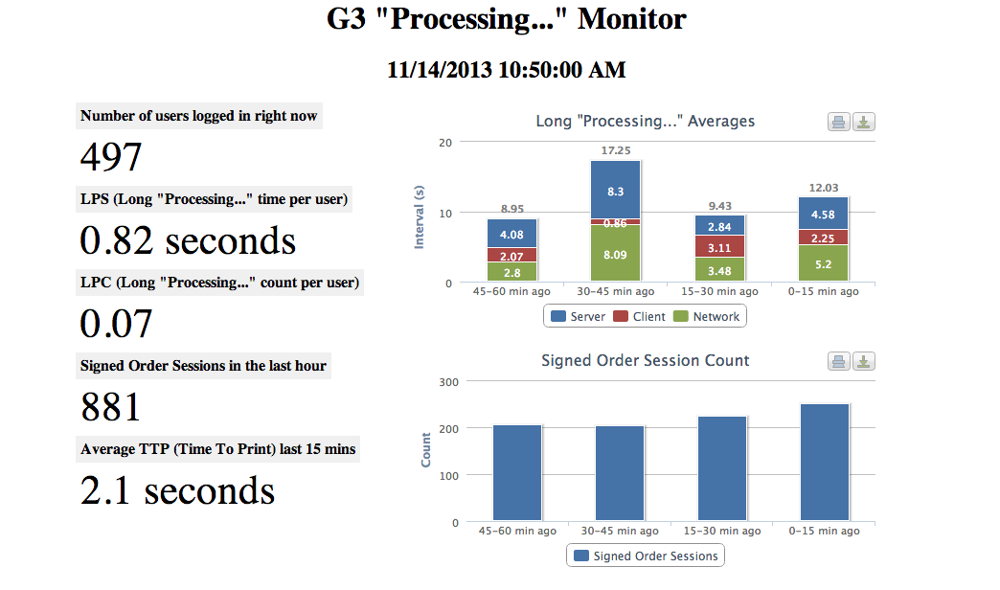 G3 "Processing..." Monitor
11/14/2013 10:50:00 AM
Number of users logged in right now
497
LPS (Long "Processing..." time per user)
0.82 seconds
LPC (Long "Processing..." count per user)
0.07
Signed Order Sessions in the last hour
881
Average TTP (Time To Print) last 15 mins
2.1 seconds
Long "Processing..." Averages
Interval (s)
20
10
0
8.95
4.08
2.07
2.8
17.25
8.3
0.86
8.09
9.43
2.84
3.11
3.48
12.03
4.58
2.25
5.2
45-60 min ago 30-45 min ago 15-30 min ago 0-15 min ago
Server Client Network
Signed Order Session Count
Count
300
200
100
0
45-60 min ago 30-45 min ago 15-30 min ago 0-15 min ago
Signed Order Sessions